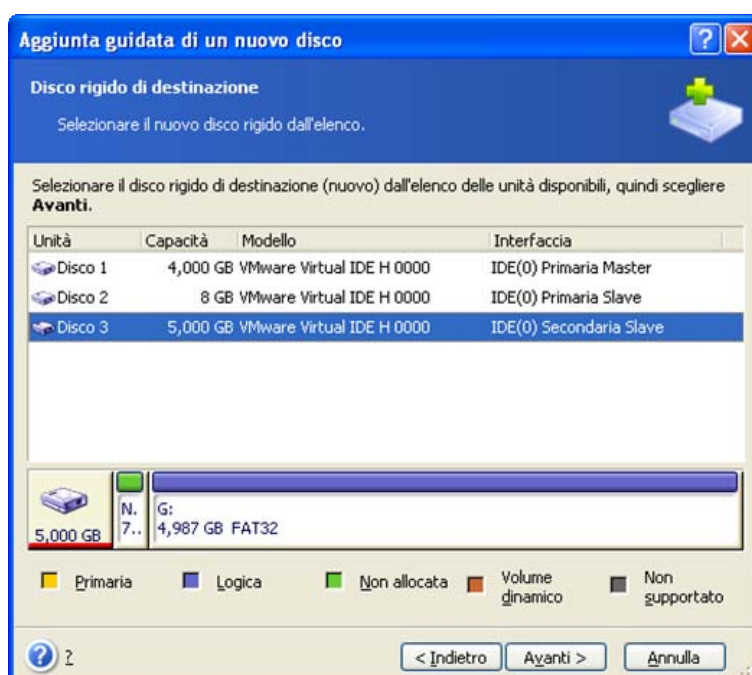 Aggiunta guidata di un nuovo disco
Disco rigido di destinazione
Selezionare il nuovo disco rigido dall'elenco.
Selezionare il disco rigido di destinazione (nuovo) dall'elenco delle unità disponibili, quindi scegliere
Avanti.
Unità Capacità Modello Interfaccia
Disco 1 4,000 GB VMware Virtual IDE H 0000 IDE(0) Primaria Master
Disco 2 8 GB VMware Virtual IDE H 0000 IDE(0) Primaria Slave
Disco 3 5,000 GB VMware Virtual IDE H 0000 IDE(0) Secondaria Slave
5,000 GB
N.
7..
G:
4,987 GB FAT32
Primaria
Logica
Non allocata
Volume
dinamico
Non
supportato
? ?
< Indietro
Avanti >
Annulla